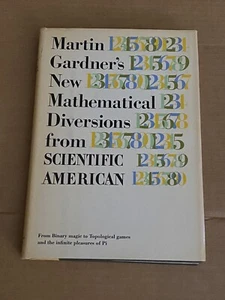 Martin
Gardner's
New
Mathematical
Diversions
from
SCIENTIFIC
AMERICAN
From Binary magic to Topological games
and the infinite pleasures of Pi